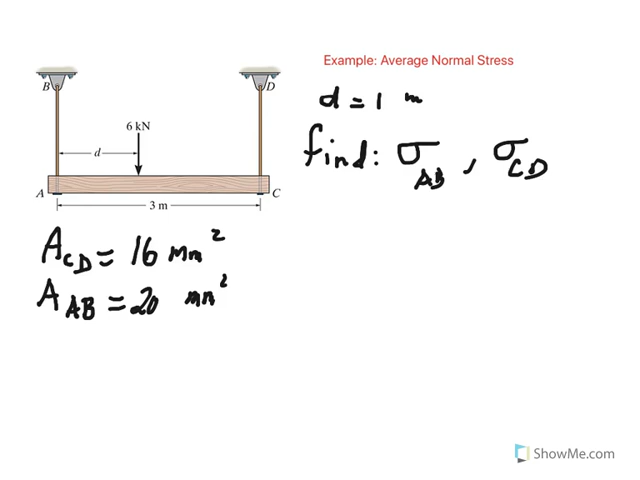 Example: Average Normal Stress
B
D
d = 1 m
6 kN
d
find: σAB, σCD
A
C
3 m
ACD = 16 mm²
AAB = 20 mm²
ShowMe.com